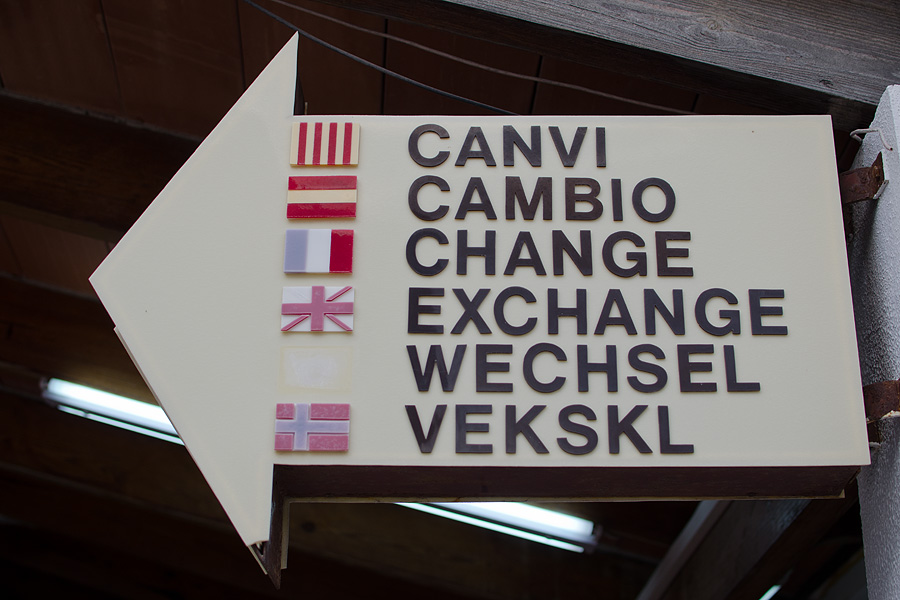 CANVI
CAMBIO
CHANGE
EXCHANGE
WECHSEL
VEKSKL